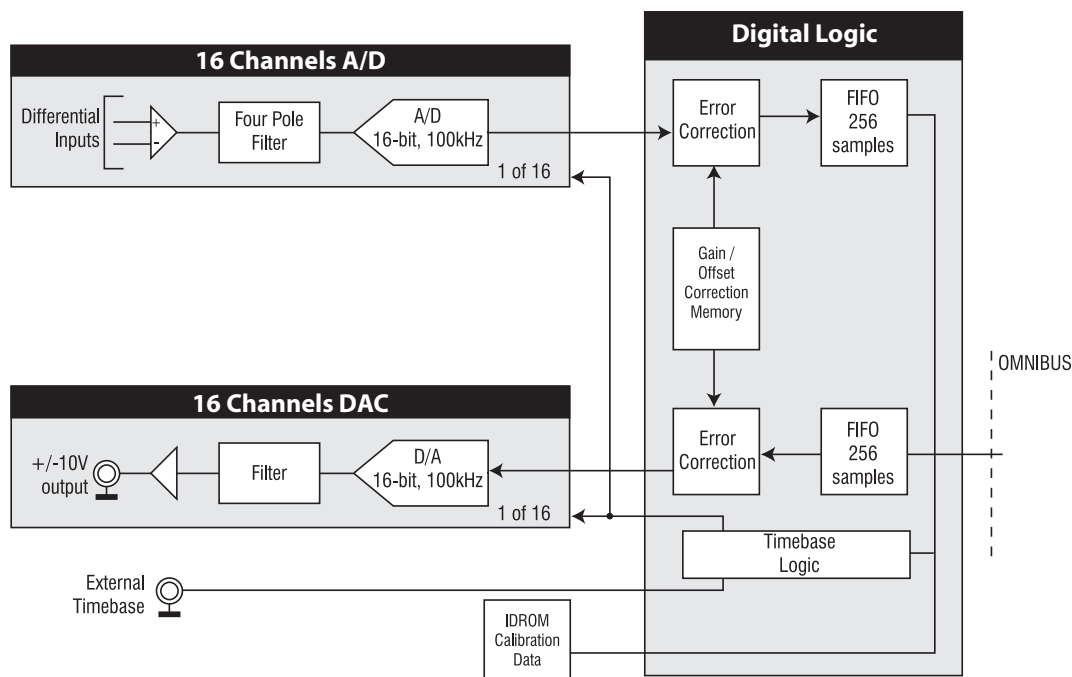 Digital Logic
16 Channels A/D
Differential
Inputs
+
-
Four Pole
Filter
A/D
16-bit, 100kHz
1 of 16
Error
Correction
FIFO
256
samples
Gain /
Offset
Correction
Memory
OMNIBUS
16 Channels DAC
+/-10V
output
Filter
D/A
16-bit, 100kHz
1 of 16
Error
Correction
FIFO
256
samples
Timebase
Logic
External
Timebase
IDROM
Calibration
Data